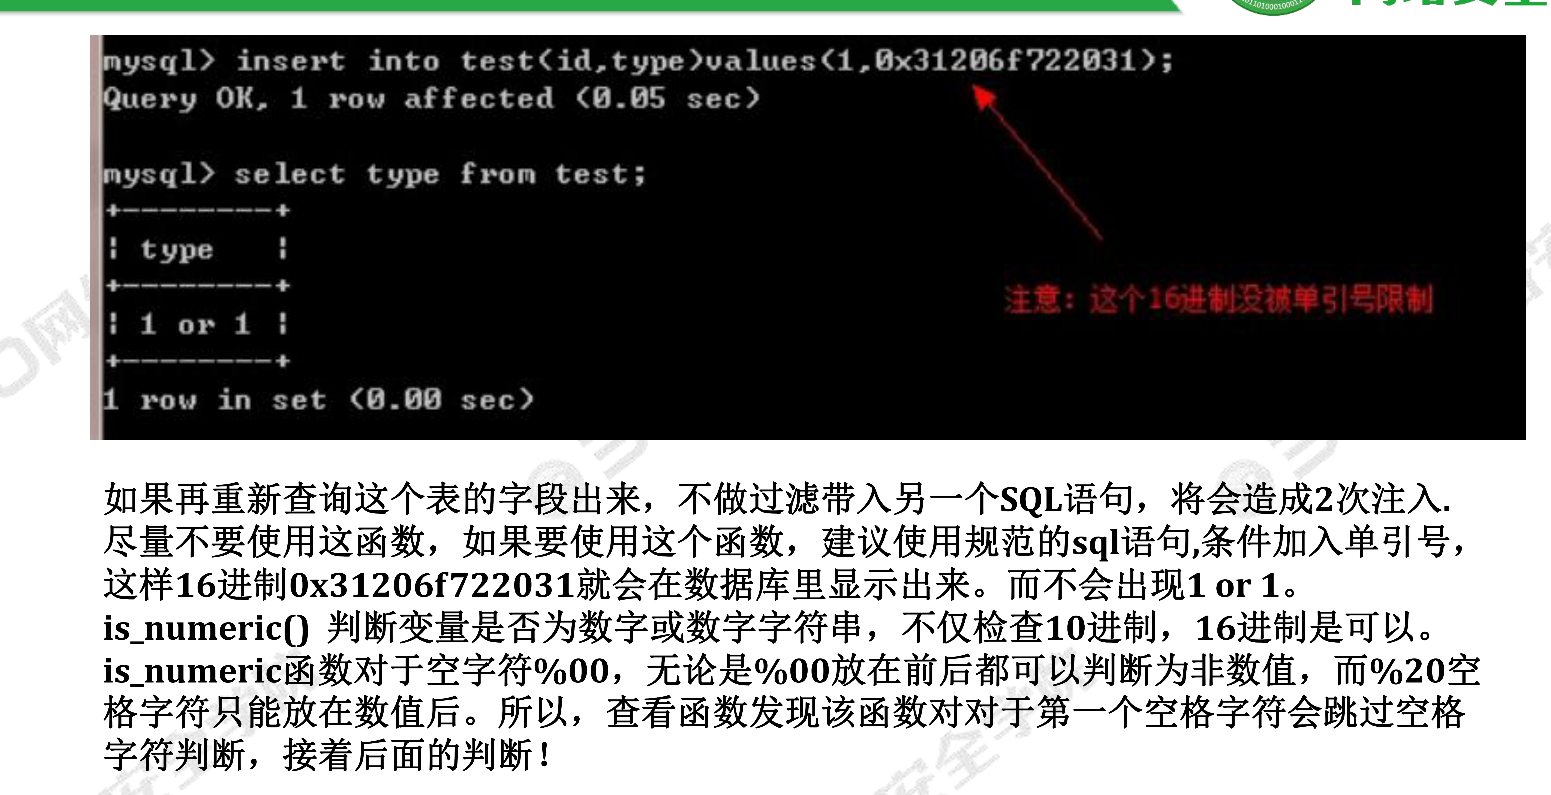 mysql> insert into test(id,type)values(1,0x31206f722031);
Query OK, 1 row affected (0.05 sec)
mysql> select type from test;
+--------+
| type   |
+--------+
| 1 or 1 |
+--------+
1 row in set (0.00 sec)
注意：这个16进制没被单引号限制
如果再重新查询这个表的字段出来，不做过滤带入另一个SQL语句，将会造成2次注入.
尽量不要使用这函数，如果要使用这个函数，建议使用规范的sql语句,条件加入单引号，
这样16进制0x31206f722031就会在数据库里显示出来。而不会出现1 or 1。
is_numeric() 判断变量是否为数字或数字字符串，不仅检查10进制，16进制是可以。
is_numeric函数对于空字符%00，无论是%00放在前后都可以判断为非数值，而%20空
格字符只能放在数值后。所以，查看函数发现该函数对对于第一个空格字符会跳过空格
字符判断，接着后面的判断！